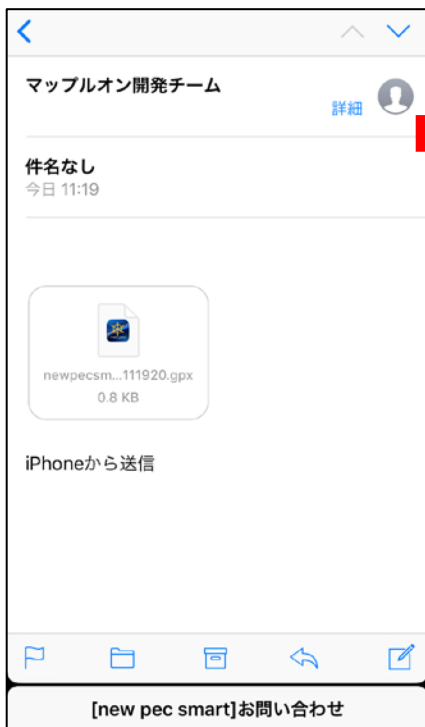 マップルオン開発チーム
詳細
件名なし
今日 11:19
newpecsm...111920.gpx
0.8 KB
iPhoneから送信
[new pec smart]お問い合わせ